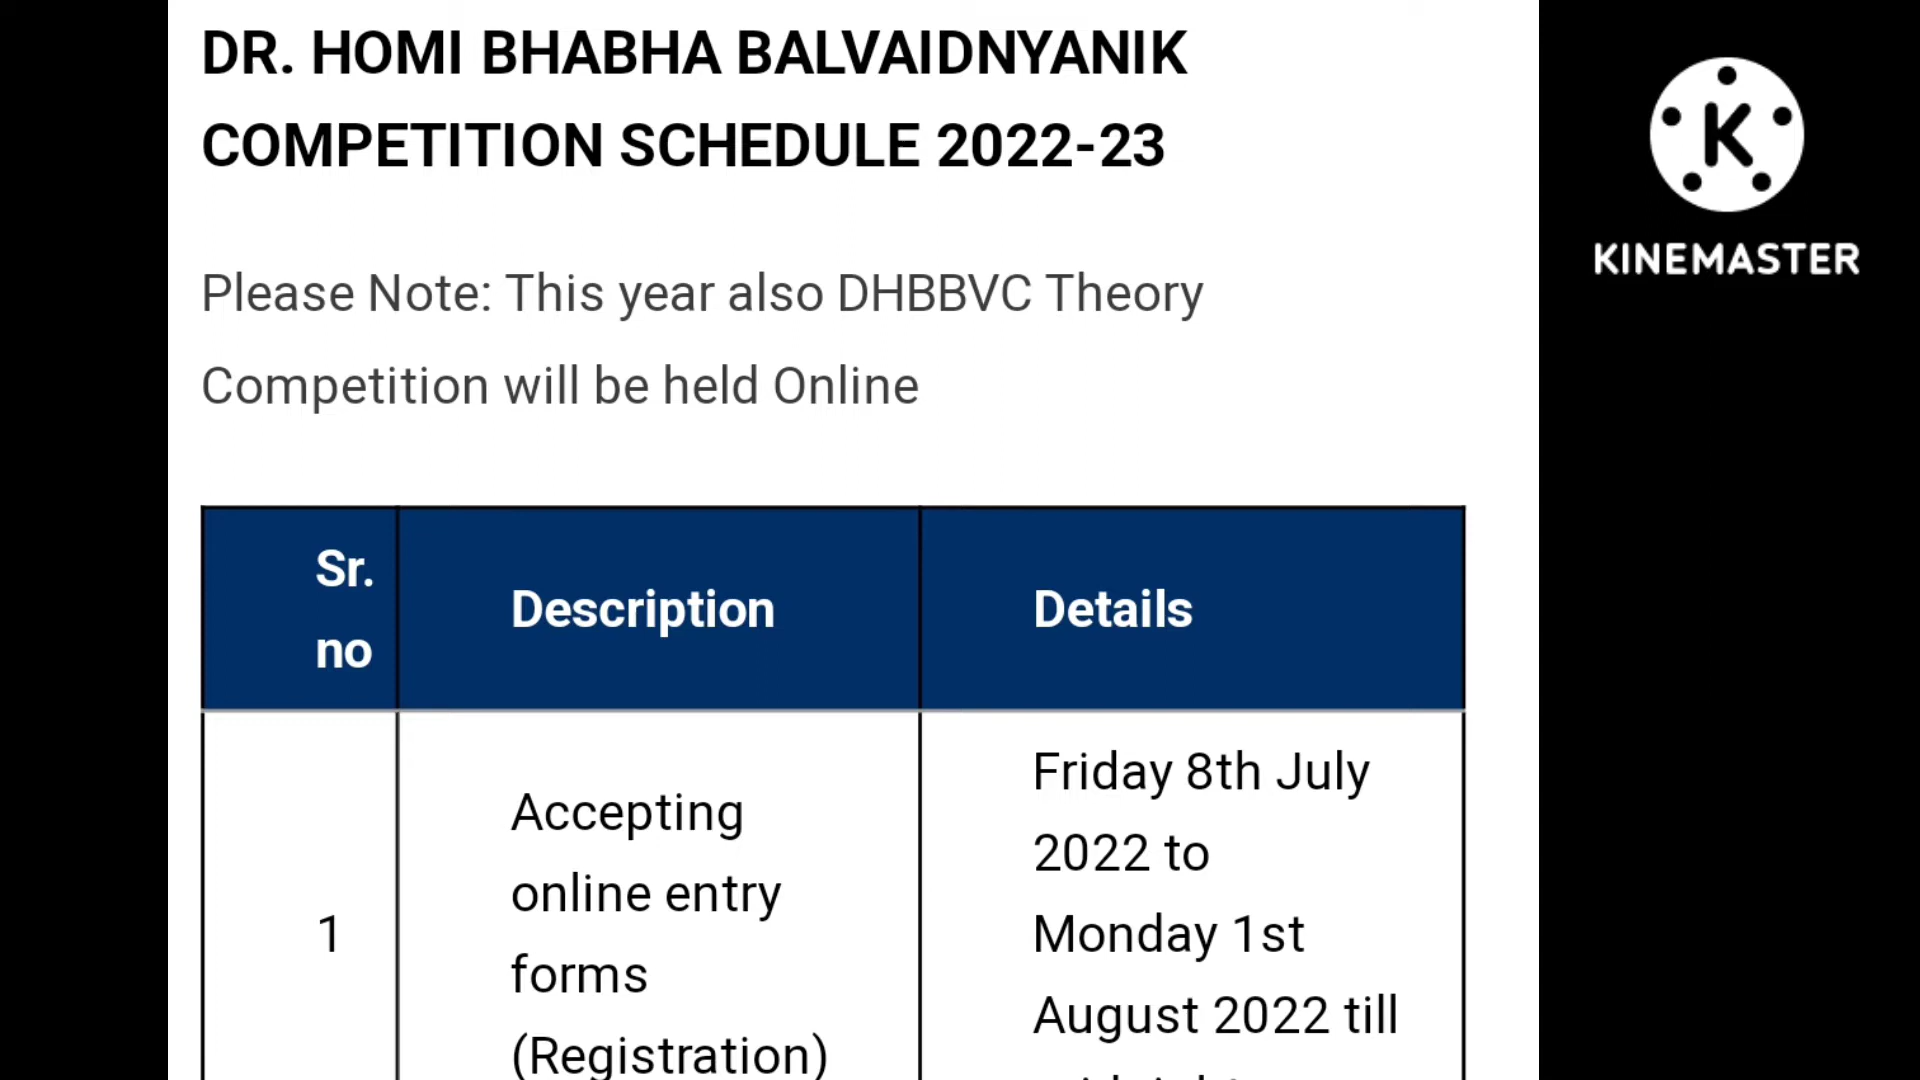 DR. HOMI BHABHA BALVAIDNYANIK
COMPETITION SCHEDULE 2022-23
Please Note: This year also DHBBVC Theory
Competition will be held Online
Sr.
no
Description
Details
1
Accepting
online entry
forms
(Registration)
Friday 8th July
2022 to
Monday 1st
August 2022 till
K
KINEMASTER